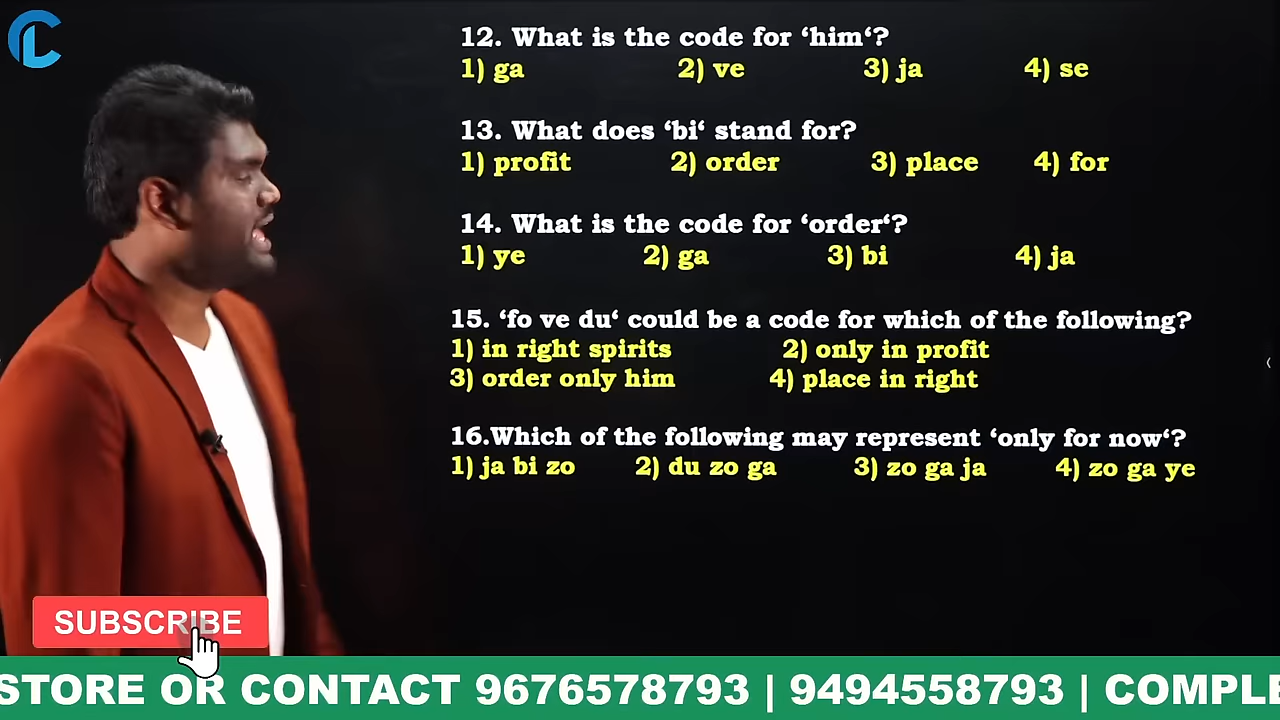 12. What is the code for ‘him‘?
1) ga 2) ve 3) ja 4) se
13. What does ‘bi‘ stand for?
1) profit 2) order 3) place 4) for
14. What is the code for ‘order‘?
1) ye 2) ga 3) bi 4) ja
15. ‘fo ve du‘ could be a code for which of the following?
1) in right spirits 2) only in profit
3) order only him 4) place in right
16.Which of the following may represent ‘only for now‘?
1) ja bi zo 2) du zo ga 3) zo ga ja 4) zo ga ye
SUBSCRIBE
STORE OR CONTACT 9676578793 | 9494558793 | COMPLE